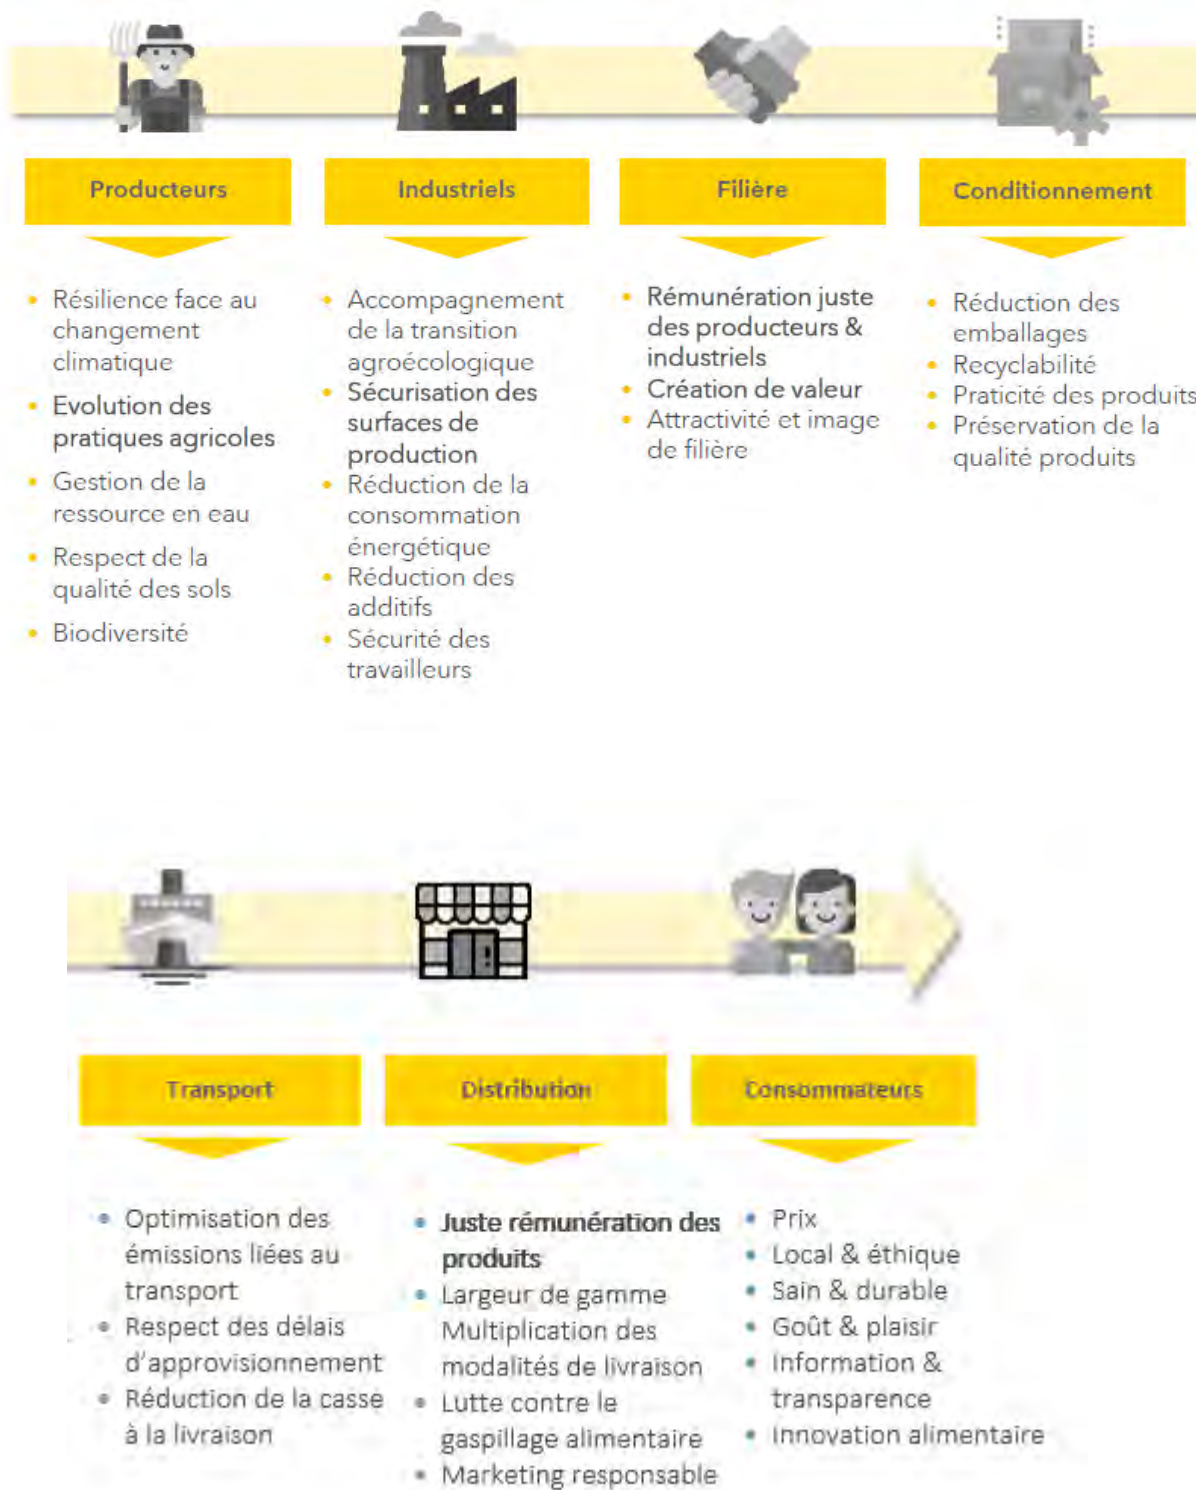 Producteurs
• Résilience face au
changement
climatique
• Evolution des
pratiques agricoles
• Gestion de la
ressource en eau
• Respect de la
qualité des sols
• Biodiversité
Industriels
• Accompagnement
de la transition
agroécologique
• Sécurisation des
surfaces de
production
• Réduction de la
consommation
énergétique
• Réduction des
additifs
• Sécurité des
travailleurs
Filière
• Rémunération juste
des producteurs &
industriels
• Création de valeur
• Attractivité et image
de filière
Conditionnement
• Réduction des
emballages
• Recyclabilité
• Praticité des produits
• Préservation de la
qualité produits
Transport
• Optimisation des
émissions liées au
transport
• Respect des délais
d'approvisionnement
• Réduction de la casse
à la livraison
Distribution
• Juste rémunération des
produits
• Largeur de gamme
Multiplication des
modalités de livraison
• Lutte contre le
gaspillage alimentaire
• Marketing responsable
Consommateurs
• Prix
• Local & éthique
• Sain & durable
• Goût & plaisir
• Information &
transparence
• Innovation alimentaire